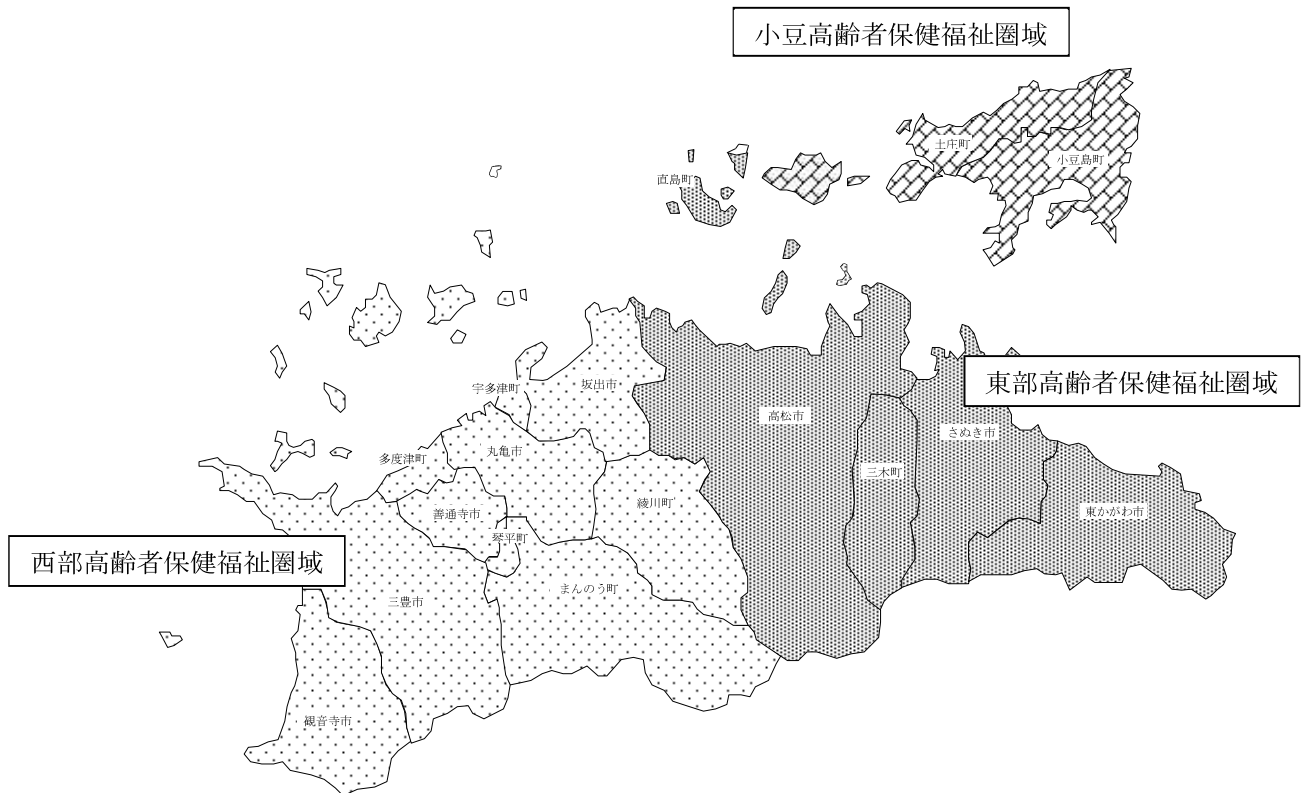 小豆高齢者保健福祉圏域
土庄町
小豆島町
直島町
東部高齢者保健福祉圏域
宇多津町
坂出市
高松市
さぬき市
多度津町
丸亀市
三木町
綾川町
善通寺市
東かがわ市
琴平町
西部高齢者保健福祉圏域
まんのう町
三豊市
観音寺市